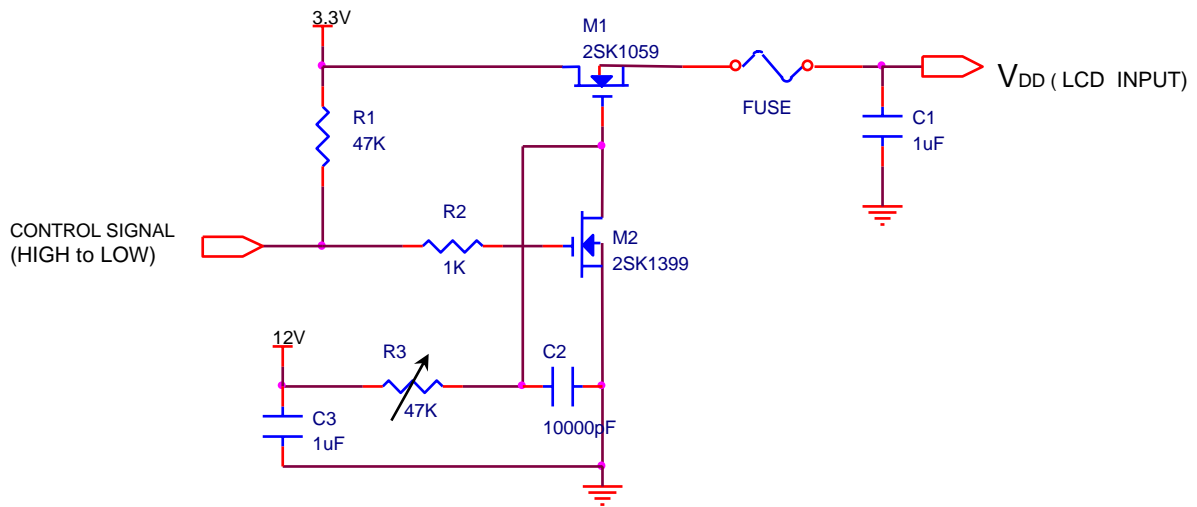 3.3V
M1
2SK1059
FUSE
VDD ( LCD INPUT)
R1
47K
C1
1uF
CONTROL SIGNAL
(HIGH to LOW)
R2
1K
M2
2SK1399
12V
R3
47K
C2
10000pF
C3
1uF